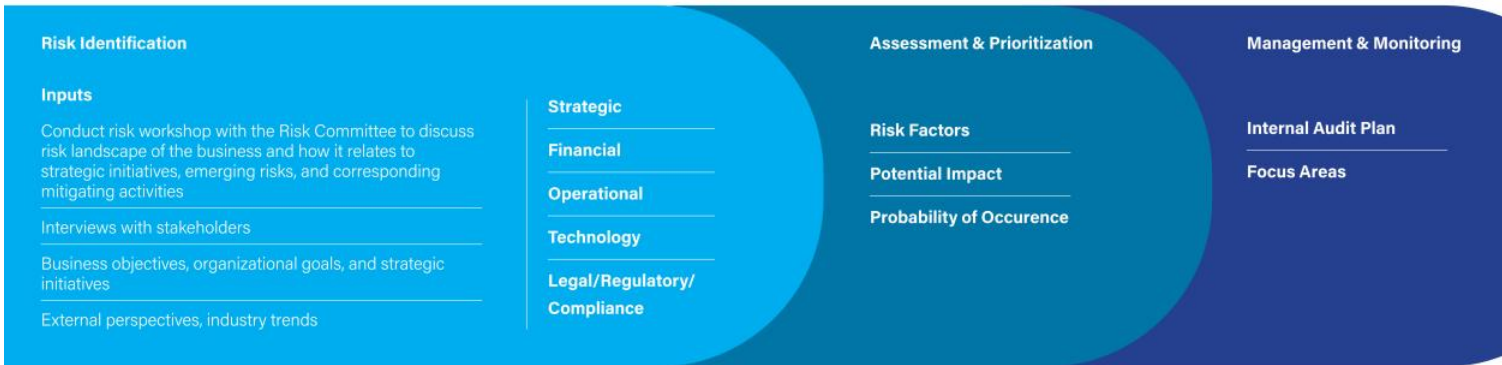 Risk Identification
Inputs
Conduct risk workshop with the Risk Committee to discuss
risk landscape of the business and how it relates to
strategic initiatives, emerging risks, and corresponding
mitigating activities
Interviews with stakeholders
Business objectives, organizational goals, and strategic
initiatives
External perspectives, industry trends
Strategic
Financial
Operational
Technology
Legal/Regulatory/
Compliance
Assessment & Prioritization
Risk Factors
Potential Impact
Probability of Occurence
Management & Monitoring
Internal Audit Plan
Focus Areas